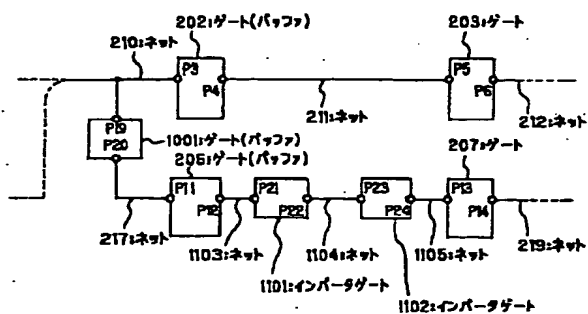 202:ゲート(バッファ)
203:ゲート
210:ネット
P3
P4
P5
P6
211:ネット
212:ネット
P19
P20
1001:ゲート(バッファ)
206:ゲート(バッファ)
207:ゲート
P11
P12
P21
P22
P23
P24
P13
P14
217:ネット
1103:ネット
1104:ネット
1105:ネット
219:ネット
1101:インバータゲート
1102:インバータゲート